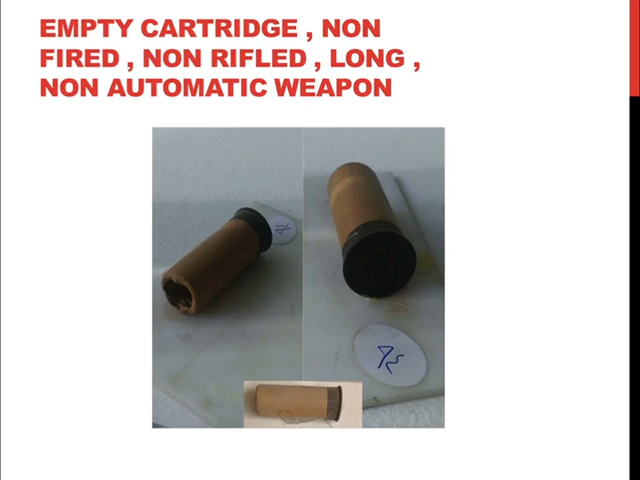 EMPTY CARTRIDGE , NON
FIRED , NON RIFLED , LONG ,
NON AUTOMATIC WEAPON